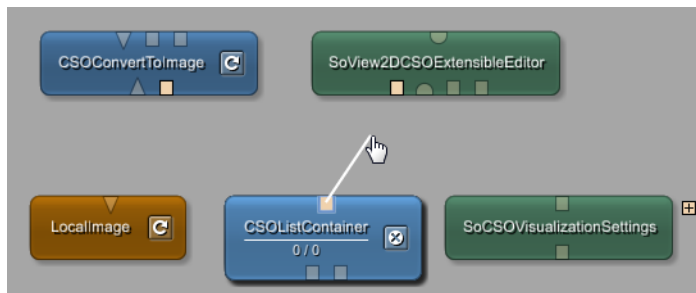 CSOConvertToImage
SoView2DCSOExtensibleEditor
LocalImage
CSOListContainer
0 / 0
SoCSOVisualizationSettings